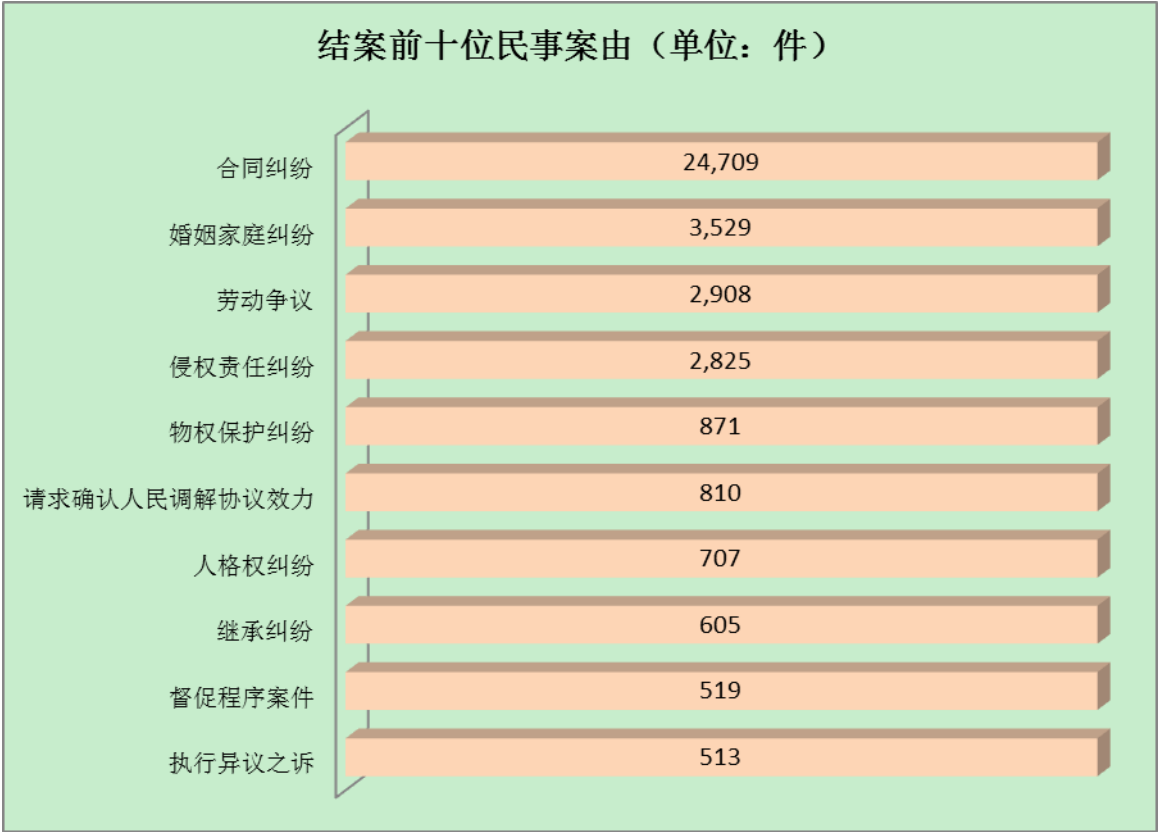 结案前十位民事案由（单位：件）
合同纠纷 24,709
婚姻家庭纠纷 3,529
劳动争议 2,908
侵权责任纠纷 2,825
物权保护纠纷 871
请求确认人民调解协议效力 810
人格权纠纷 707
继承纠纷 605
督促程序案件 519
执行异议之诉 513